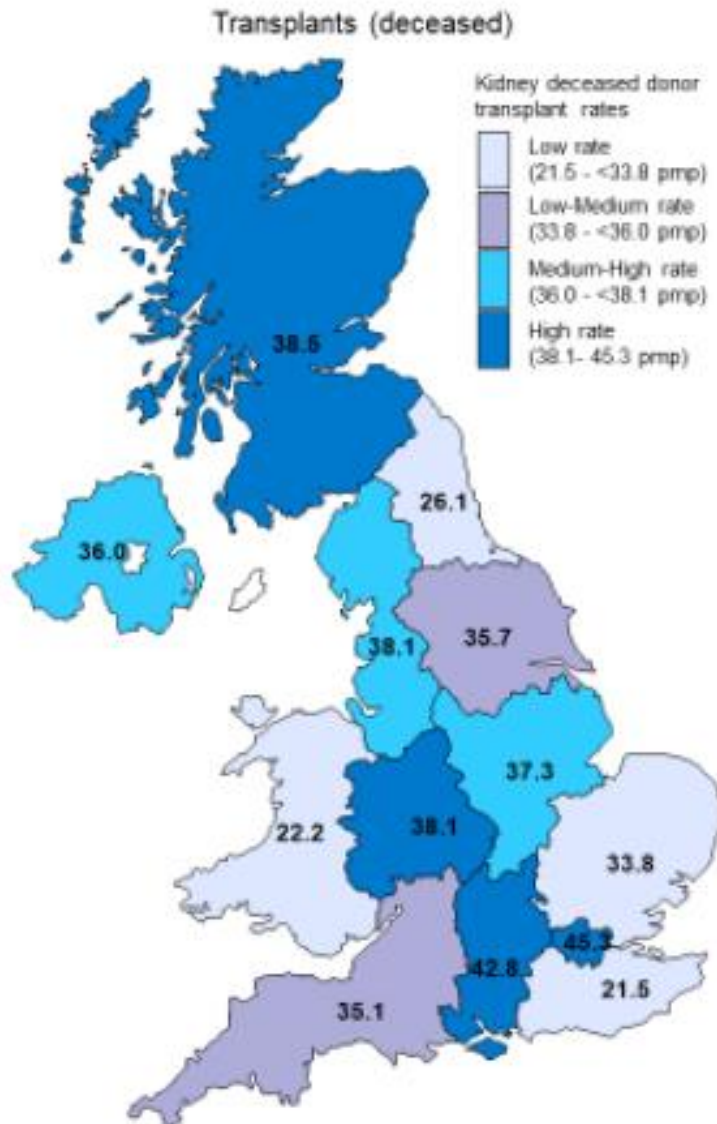 Transplants (deceased)
Kidney deceased donor
transplant rates
Low rate
(21.5 - <33.8 pmp)
Low-Medium rate
(33.8 - <36.0 pmp)
Medium-High rate
(36.0 - <38.1 pmp)
High rate
(38.1- 45.3 pmp)
38.5
26.1
36.0
35.7
38.1
37.3
22.2
38.1
33.8
45.3
42.8
21.5
35.1